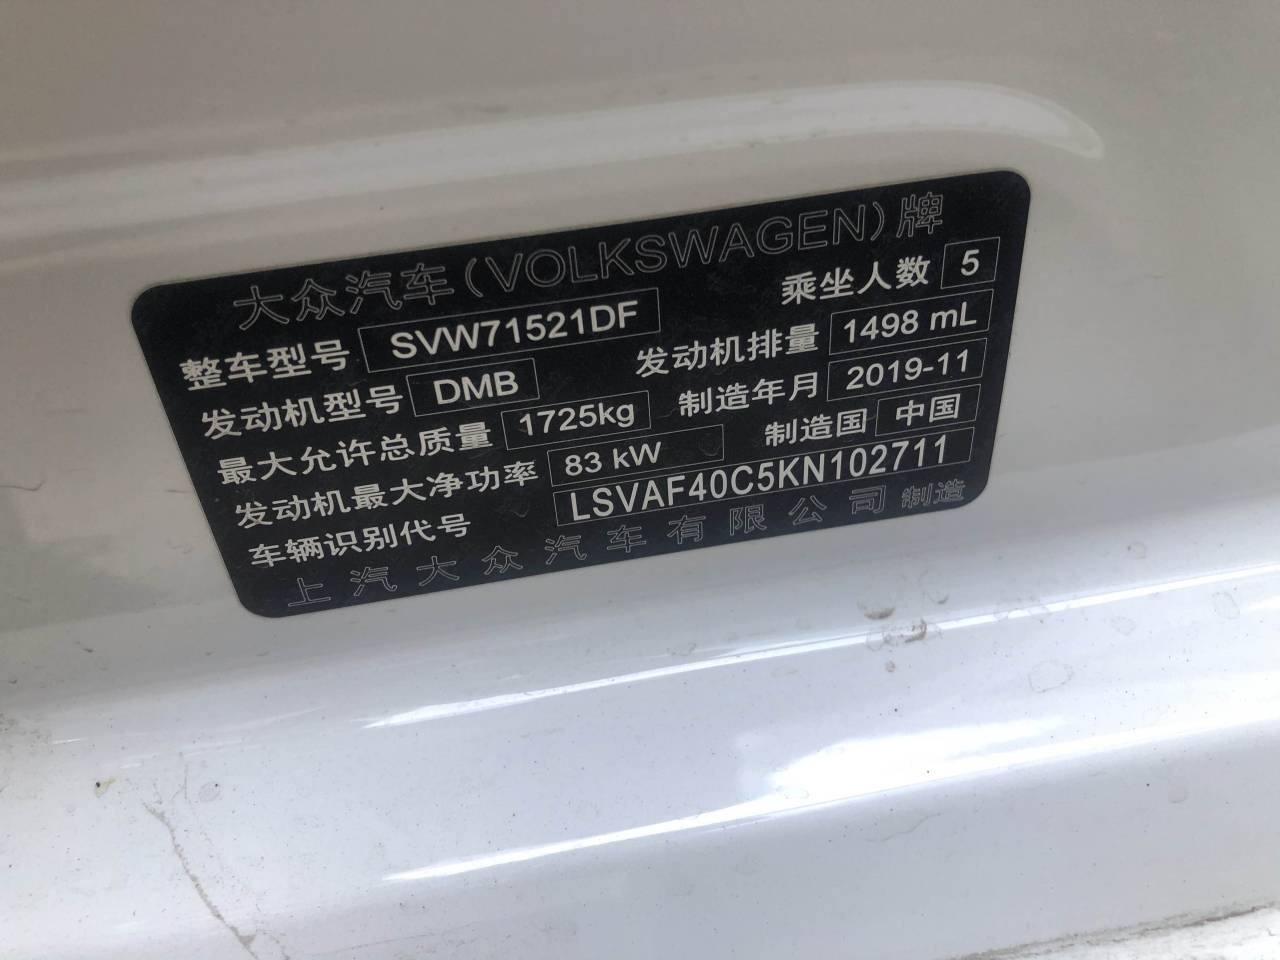 大众汽车(VOLKSWAGEN)牌
整车型号 SVW71521DF 乘坐人数 5
发动机型号 DMB 发动机排量 1498 mL
最大允许总质量 1725kg 制造年月 2019-11
发动机最大净功率 83 kW 制造国 中国
车辆识别代号 LSVAF40C5KN102711
上汽大众汽车有限公司制造